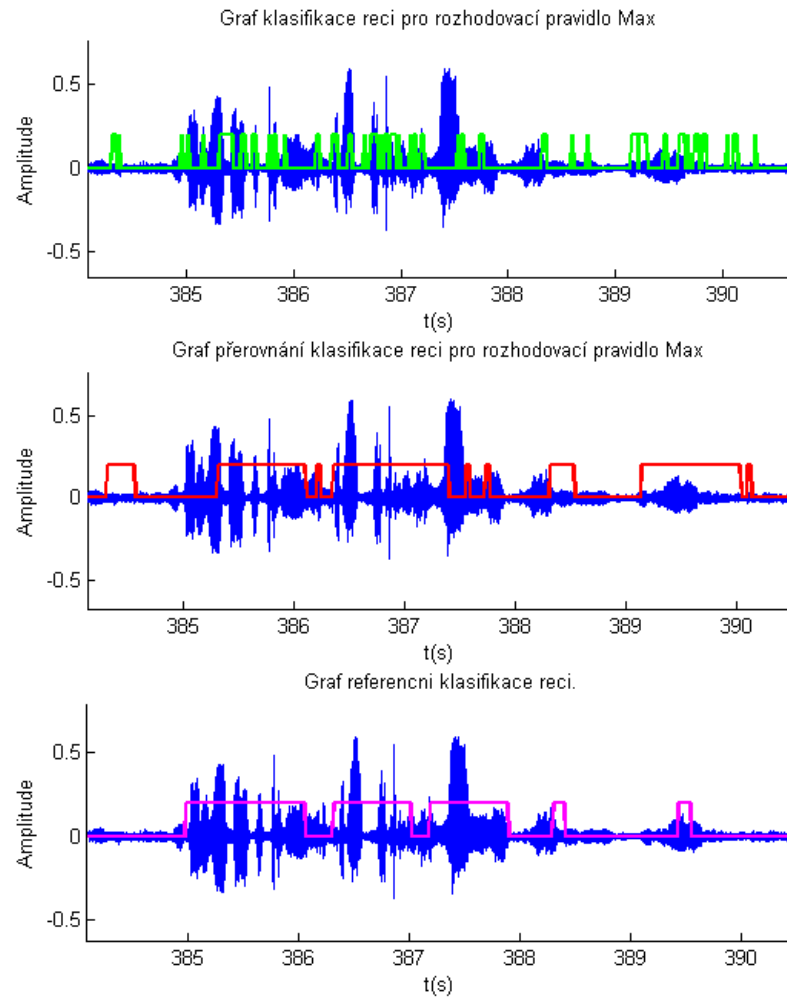 Graf klasifikace reci pro rozhodovací pravidlo Max
0.5
0
-0.5
Amplitude
385 386 387 388 389 390
t(s)
Graf přerovnání klasifikace reci pro rozhodovací pravidlo Max
0.5
0
-0.5
Amplitude
385 386 387 388 389 390
t(s)
Graf referencni klasifikace reci.
0.5
0
-0.5
Amplitude
385 386 387 388 389 390
t(s)